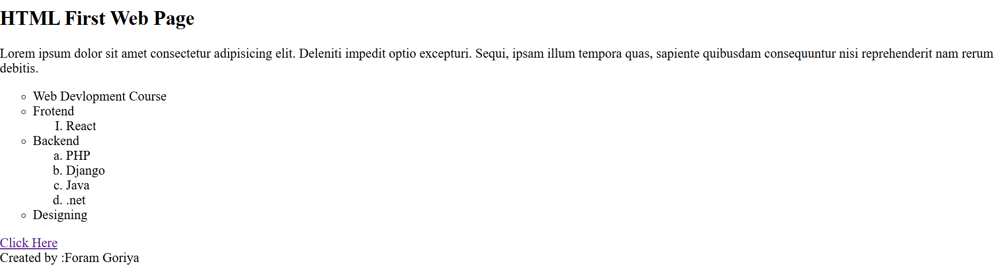 HTML First Web Page
Lorem ipsum dolor sit amet consectetur adipisicing elit. Deleniti impedit optio excepturi. Sequi, ipsam illum tempora quas, sapiente quibusdam consequuntur nisi reprehenderit nam rerum
debitis.
Web Devlopment Course
Frotend
I. React
Backend
a. PHP
b. Django
c. Java
d. .net
Designing
Click Here
Created by :Foram Goriya